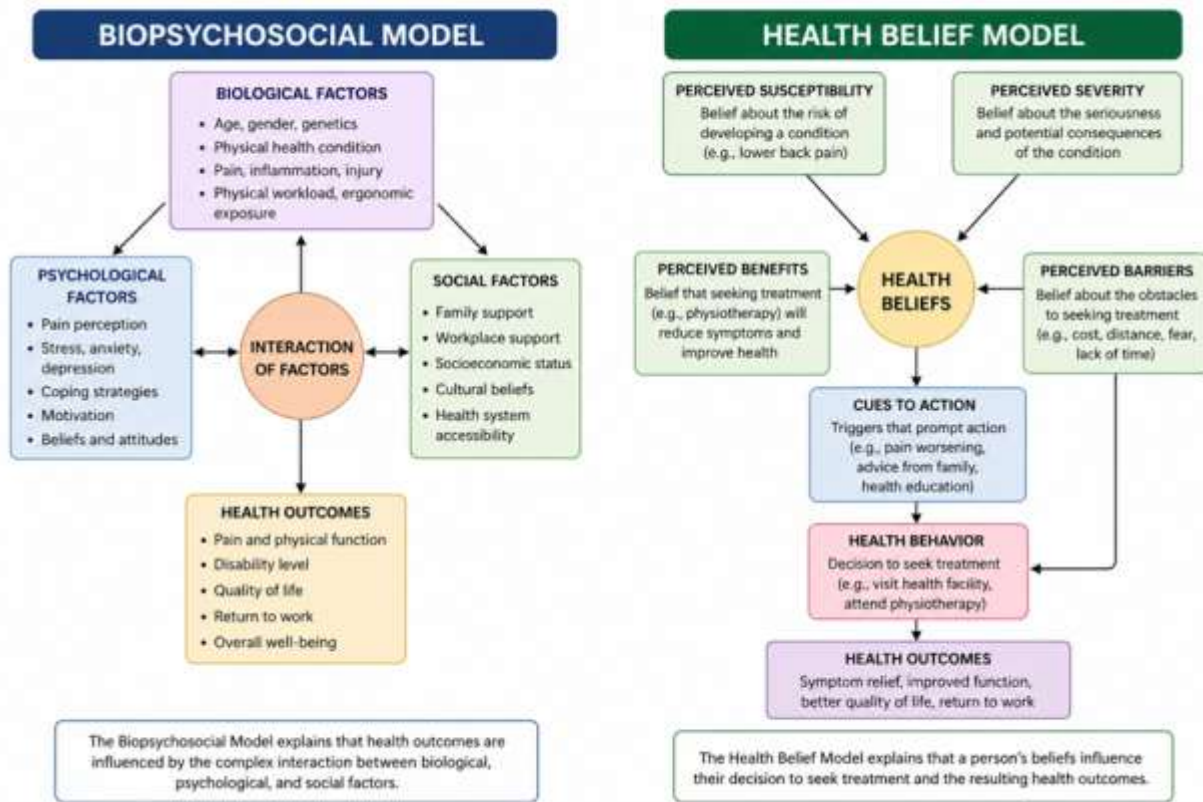 BIOPSYCHOSOCIAL MODEL
BIOLOGICAL FACTORS
• Age, gender, genetics
• Physical health condition
• Pain, inflammation, injury
• Physical workload, ergonomic
exposure
PSYCHOLOGICAL
FACTORS
• Pain perception
• Stress, anxiety,
depression
• Coping strategies
• Motivation
• Beliefs and attitudes
INTERACTION
OF FACTORS
SOCIAL FACTORS
• Family support
• Workplace support
• Socioeconomic status
• Cultural beliefs
• Health system
accessibility
HEALTH OUTCOMES
• Pain and physical function
• Disability level
• Quality of life
• Return to work
• Overall well-being
The Biopsychosocial Model explains that health outcomes are
influenced by the complex interaction between biological,
psychological, and social factors.
HEALTH BELIEF MODEL
PERCEIVED SUSCEPTIBILITY
Belief about the risk of
developing a condition
(e.g., lower back pain)
PERCEIVED SEVERITY
Belief about the seriousness
and potential consequences
of the condition
PERCEIVED BENEFITS
Belief that seeking treatment
(e.g., physiotherapy) will
reduce symptoms and
improve health
HEALTH
BELIEFS
PERCEIVED BARRIERS
Belief about the obstacles
to seeking treatment
(e.g., cost, distance, fear,
lack of time)
CUES TO ACTION
Triggers that prompt action
(e.g., pain worsening,
advice from family,
health education)
HEALTH BEHAVIOR
Decision to seek treatment
(e.g., visit health facility,
attend physiotherapy)
HEALTH OUTCOMES
Symptom relief, improved function,
better quality of life, return to work
The Health Belief Model explains that a person's beliefs influence
their decision to seek treatment and the resulting health outcomes.